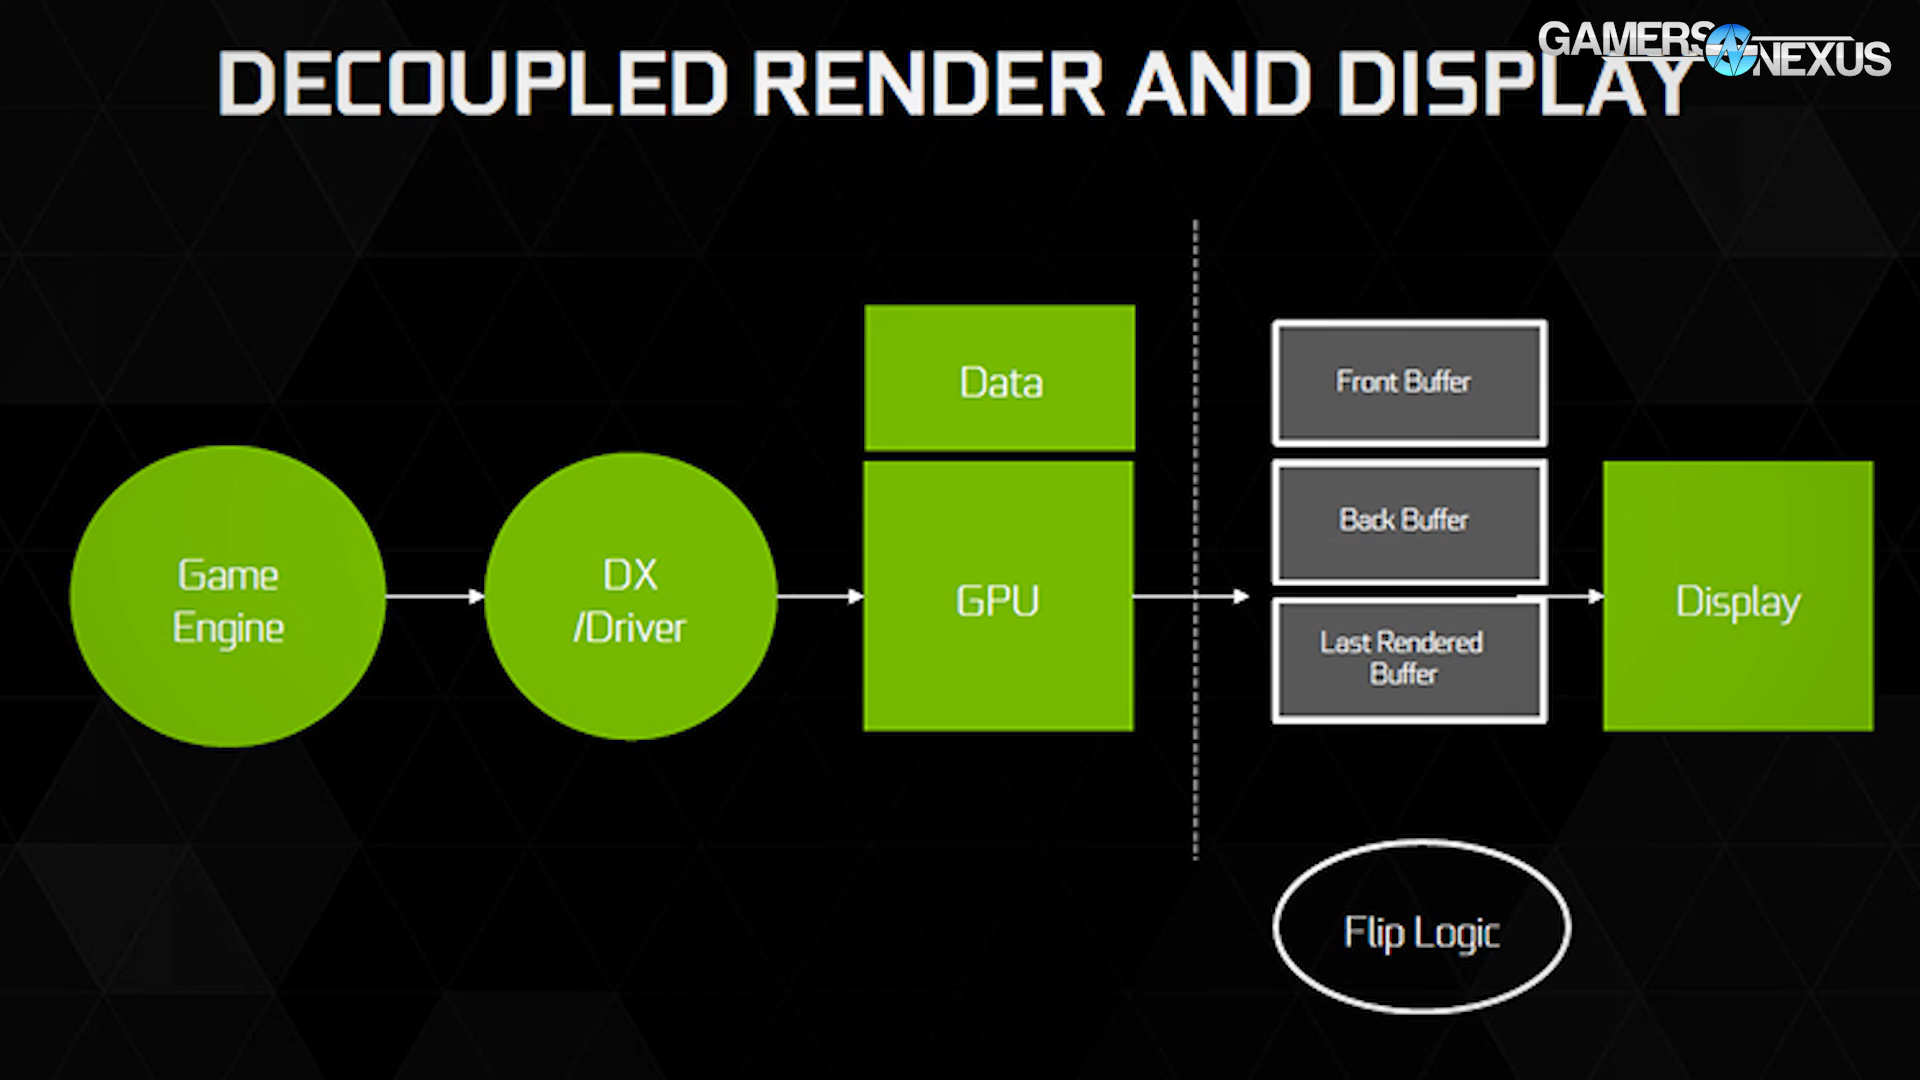 GAMERS NEXUS
DECOUPLED RENDER AND DISPLAY
Data
Front Buffer
Back Buffer
Game
Engine
DX
/Driver
GPU
Display
Last Rendered
Buffer
Flip Logic